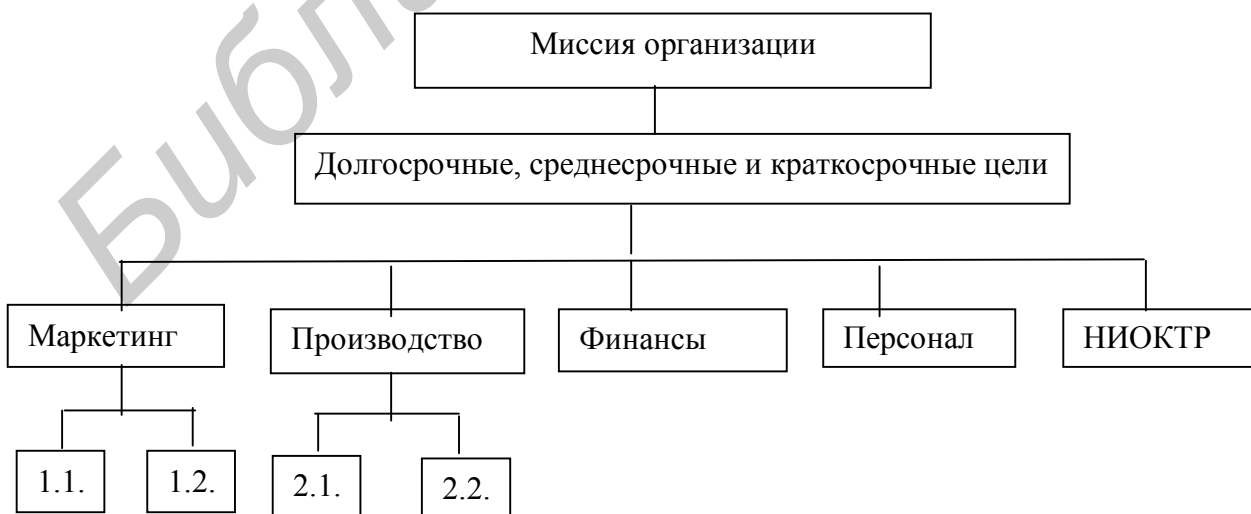 Миссия организации
Долгосрочные, среднесрочные и краткосрочные цели
Маркетинг
Производство
Финансы
Персонал
НИОКТР
1.1.
1.2.
2.1.
2.2.